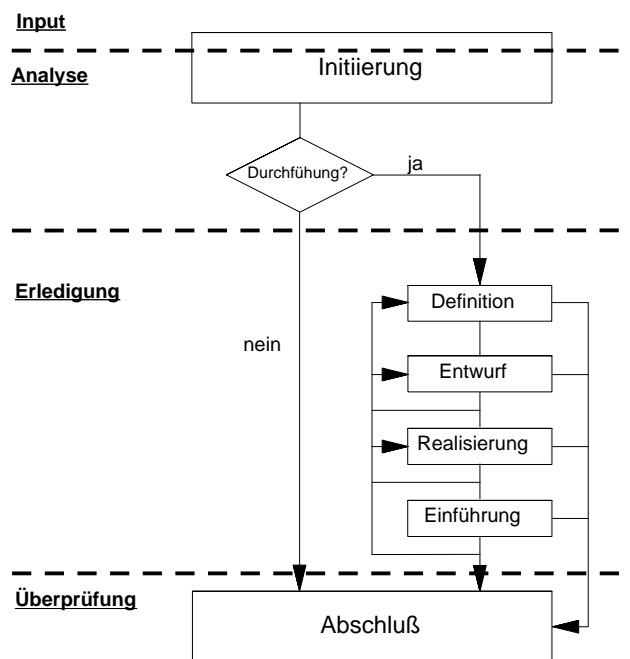 Input
Initiierung
Analyse
Durchfühung?
ja
Erledigung
Definition
nein
Entwurf
Realisierung
Einführung
Überprüfung
Abschluß